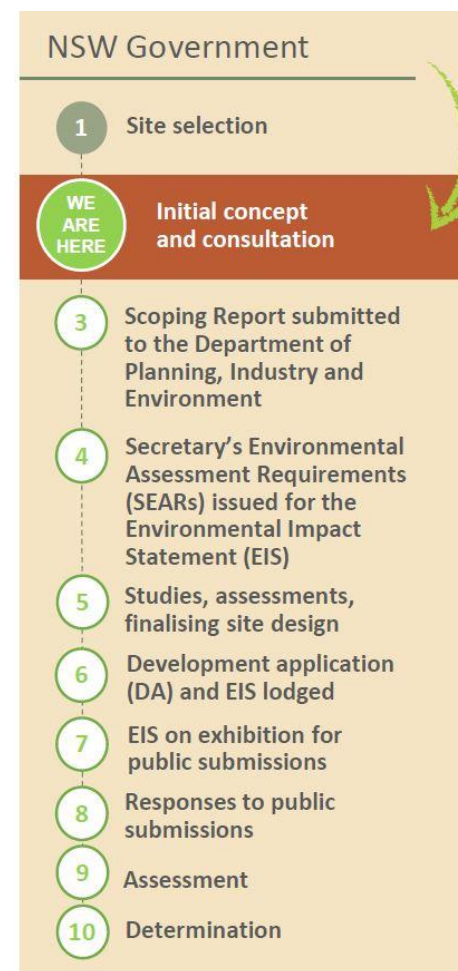 NSW Government
1
Site selection
WE
ARE
HERE
Initial concept
and consultation
3
Scoping Report submitted
to the Department of
Planning, Industry and
Environment
4
Secretary’s Environmental
Assessment Requirements
(SEARs) issued for the
Environmental Impact
Statement (EIS)
5
Studies, assessments,
finalising site design
6
Development application
(DA) and EIS lodged
7
EIS on exhibition for
public submissions
8
Responses to public
submissions
9
Assessment
10
Determination